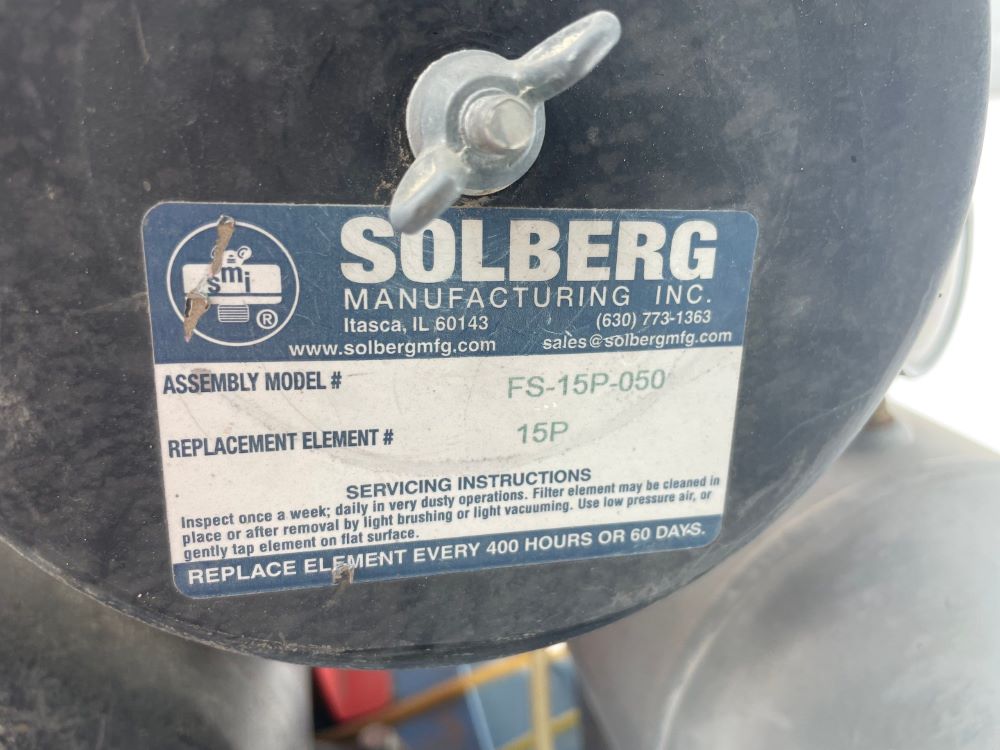 SOLBERG
smi
®
MANUFACTURING INC.
Itasca, IL 60143 (630) 773-1363
www.solbergmfg.com sales@solbergmfg.com
ASSEMBLY MODEL # FS-15P-050
REPLACEMENT ELEMENT # 15P
SERVICING INSTRUCTIONS
Inspect once a week; daily in very dusty operations. Filter element may be cleaned in
place or after removal by light brushing or light vacuuming. Use low pressure air, or
gently tap element on flat surface.
REPLACE ELEMENT EVERY 400 HOURS OR 60 DAYS.